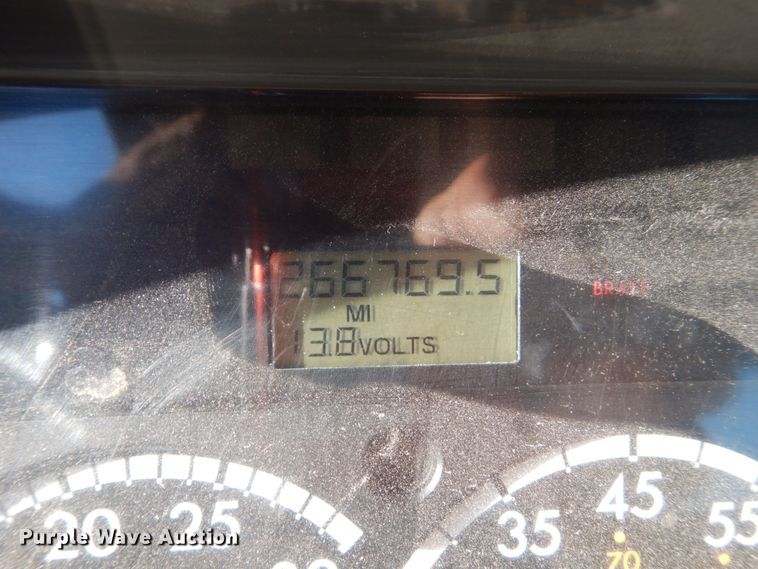 266769.5
MI
13.8 VOLTS
BRAKE
45
20 25 35 55
70
Purple Wave Auction